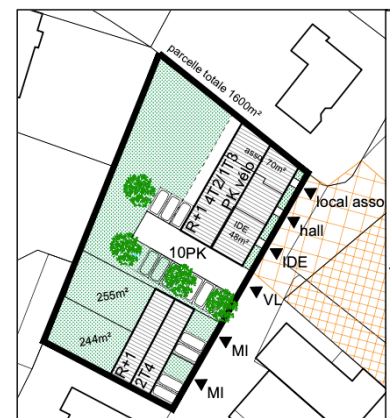 parcelle totale 1600m²
asso 70m²
R+1 4T2/1T3
PK vélo
local asso
hall
IDE
48m²
IDE
10PK
VL
255m²
244m²
R+1
2T4
MI
MI